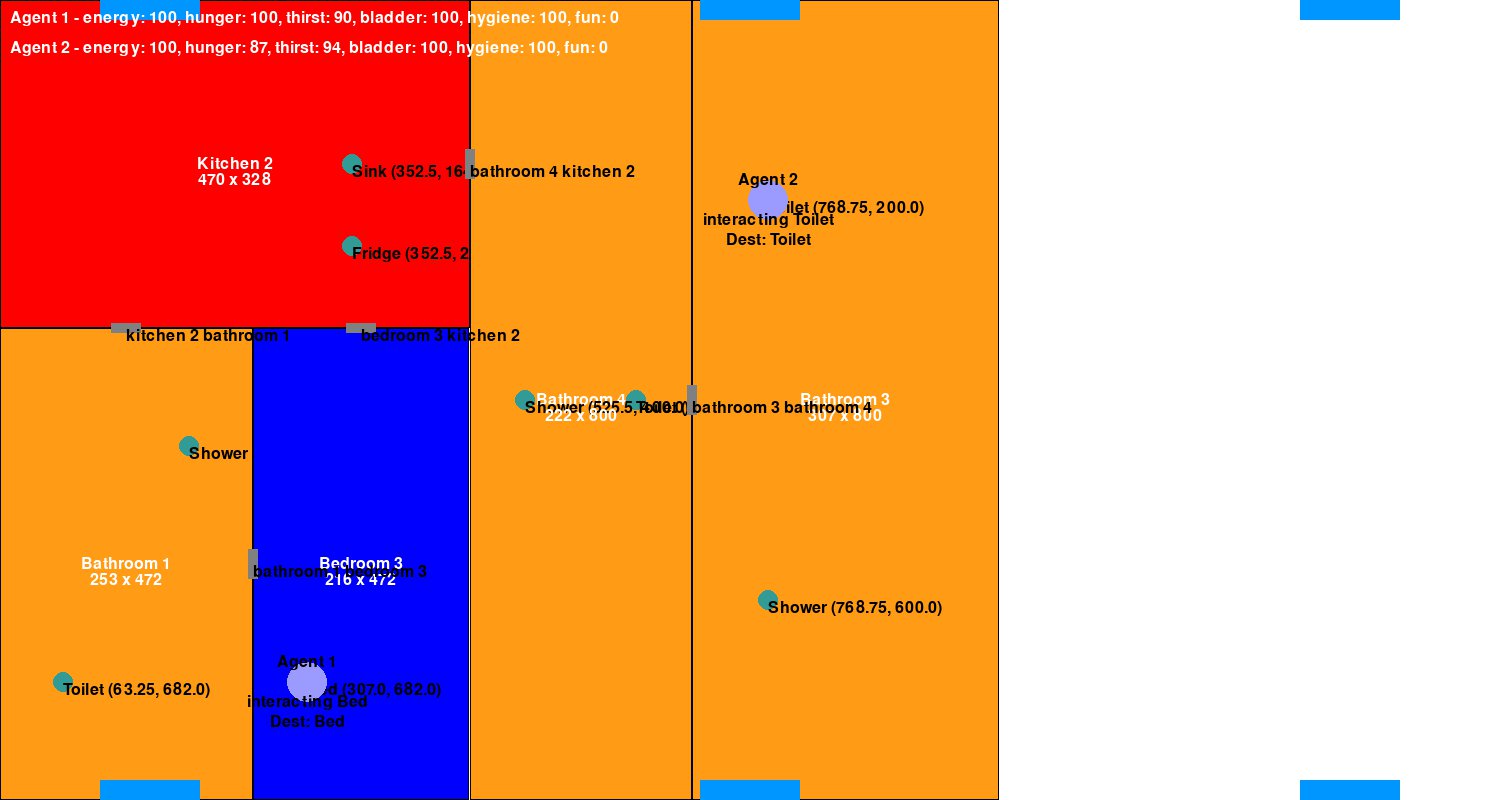 Agent 1 - energy: 100, hunger: 100, thirst: 90, bladder: 100, hygiene: 100, fun: 0
Agent 2 - energy: 100, hunger: 87, thirst: 94, bladder: 100, hygiene: 100, fun: 0
Kitchen 2
470 x 328
Sink (352.5, 16
bathroom 4 kitchen 2
Agent 2
ilet (768.75, 200.0)
interacting Toilet
Dest: Toilet
Fridge (352.5, 2
kitchen 2 bathroom 1
bedroom 3 kitchen 2
Bathroom 4
222 x 800
Shower (525.5, 400.0)
Toilet (
bathroom 3 bathroom 4
Bathroom 3
307 x 800
Shower
Bathroom 1
253 x 472
Bedroom 3
216 x 472
bathroom 1 bedroom 3
Shower (768.75, 600.0)
Agent 1
Toilet (63.25, 682.0)
d (307.0, 682.0)
interacting Bed
Dest: Bed